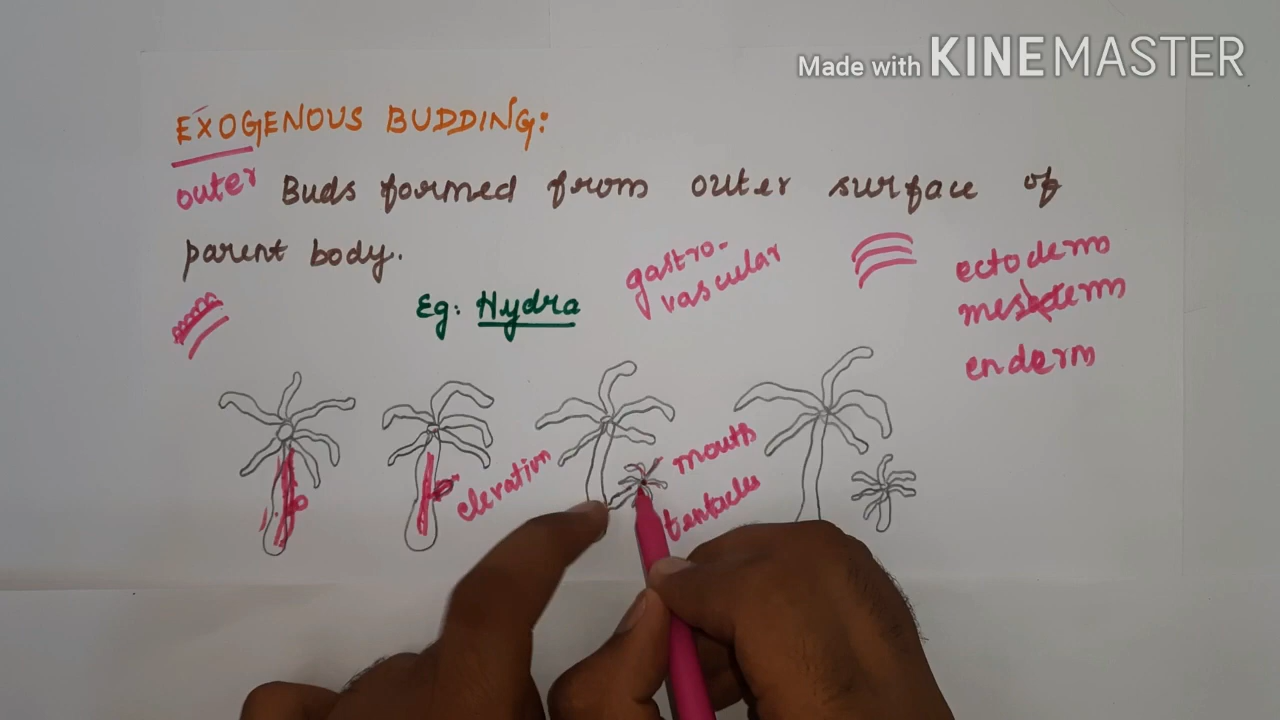 Made with KINEMASTER
EXOGENOUS BUDDING:
outer Buds formed from outer surface of
parent body.
gastro-
vascular
ectoderm
mesoderm
enderm
Eg: Hydra
elevation
mouth
tentacles